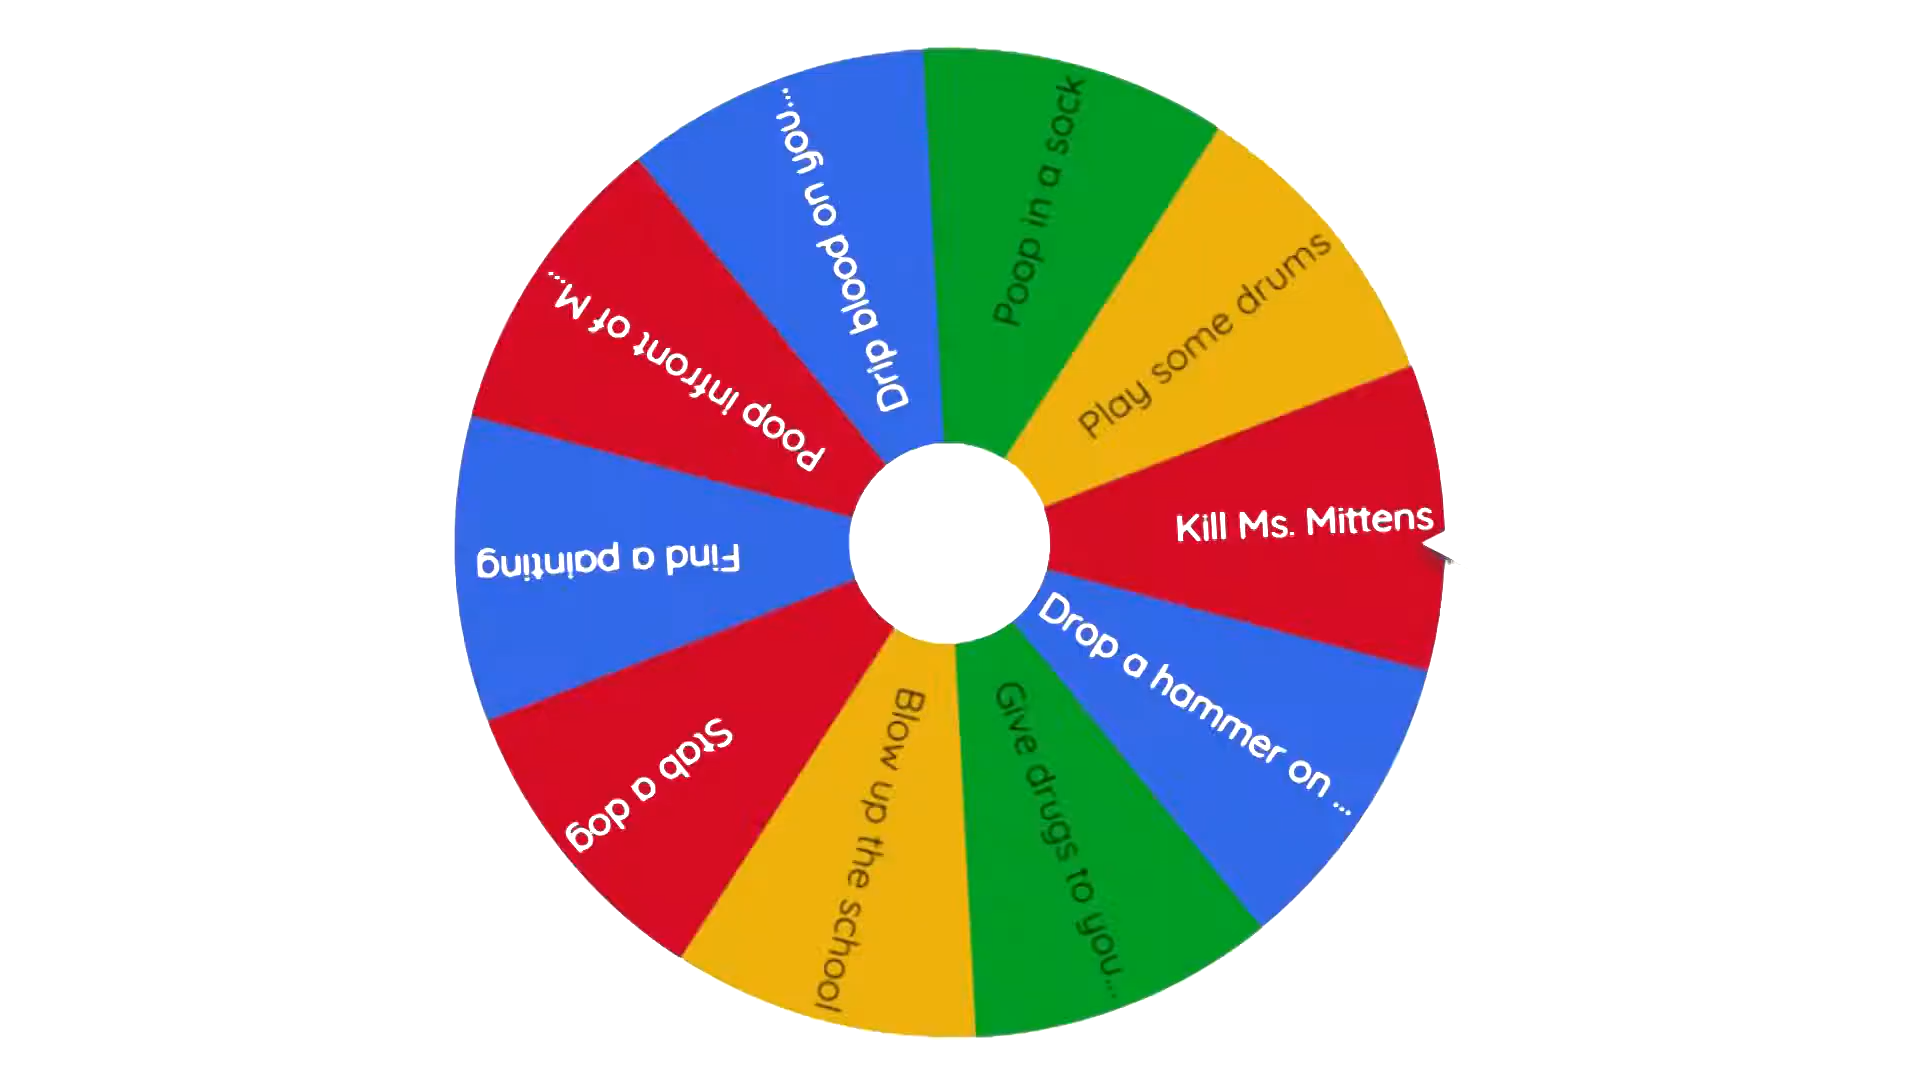 Poop in a sock
Play some drums
Kill Ms. Mittens
Drop a hammer on ...
Give drugs to you...
Blow up the school
Stab a dog
Find a painting
Poop infront of M...
Drip blood on you...